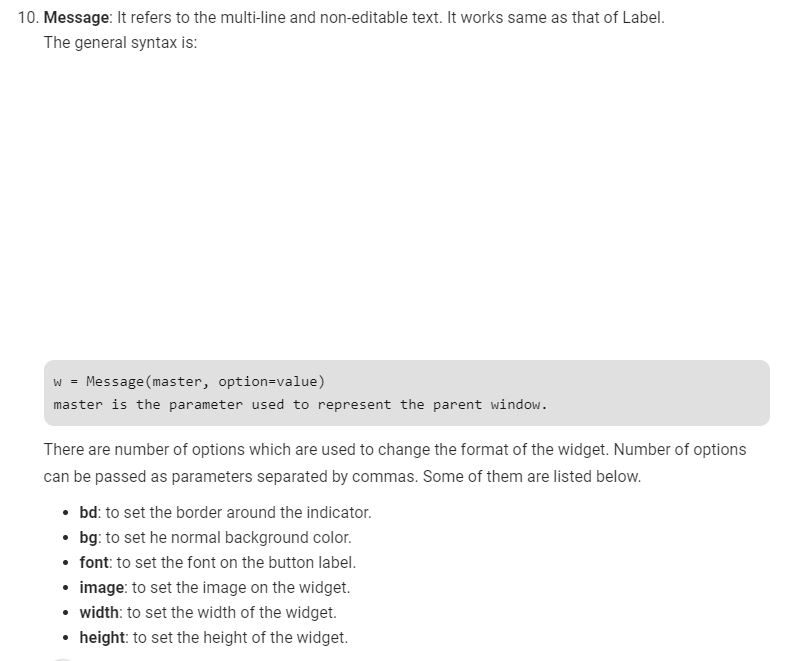 10. Message: It refers to the multi-line and non-editable text. It works same as that of Label.
The general syntax is:
w = Message(master, option=value)
master is the parameter used to represent the parent window.
There are number of options which are used to change the format of the widget. Number of options
can be passed as parameters separated by commas. Some of them are listed below.
• bd: to set the border around the indicator.
• bg: to set he normal background color.
• font: to set the font on the button label.
• image: to set the image on the widget.
• width: to set the width of the widget.
• height: to set the height of the widget.